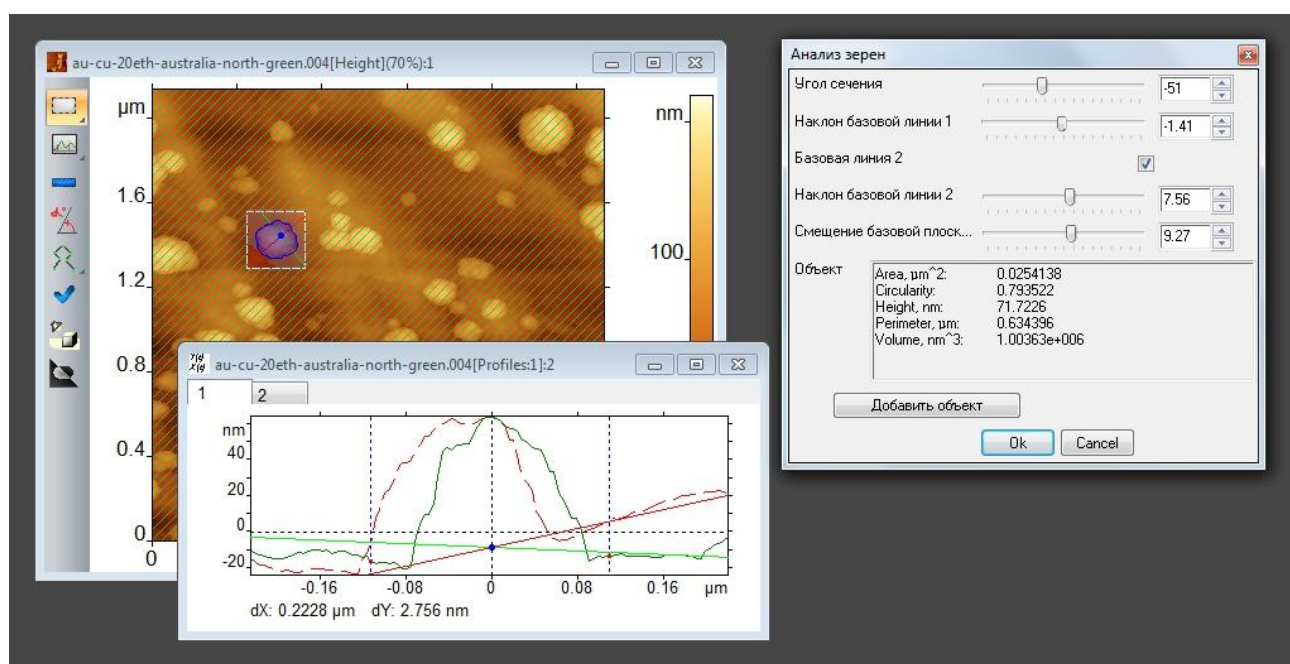 au-cu-20eth-australia-north-green.004[Height](70%):1
µm
1.6
1.2
0.8
0.4
0
0
nm
100
au-cu-20eth-australia-north-green.004[Profiles:1]:2
1 2
nm
40
20
0
-20
-0.16 -0.08 0 0.08 0.16 µm
dX: 0.2228 µm dY: 2.756 nm
Анализ зерен
Угол сечения -51
Наклон базовой линии 1 -1.41
Базовая линия 2
Наклон базовой линии 2 7.56
Смещение базовой плоск... 9.27
Объект
Area, µm^2: 0.0254138
Circularity: 0.793522
Height, nm: 71.7226
Perimeter, µm: 0.634396
Volume, nm^3: 1.00363e+006
Добавить объект
Ok Cancel